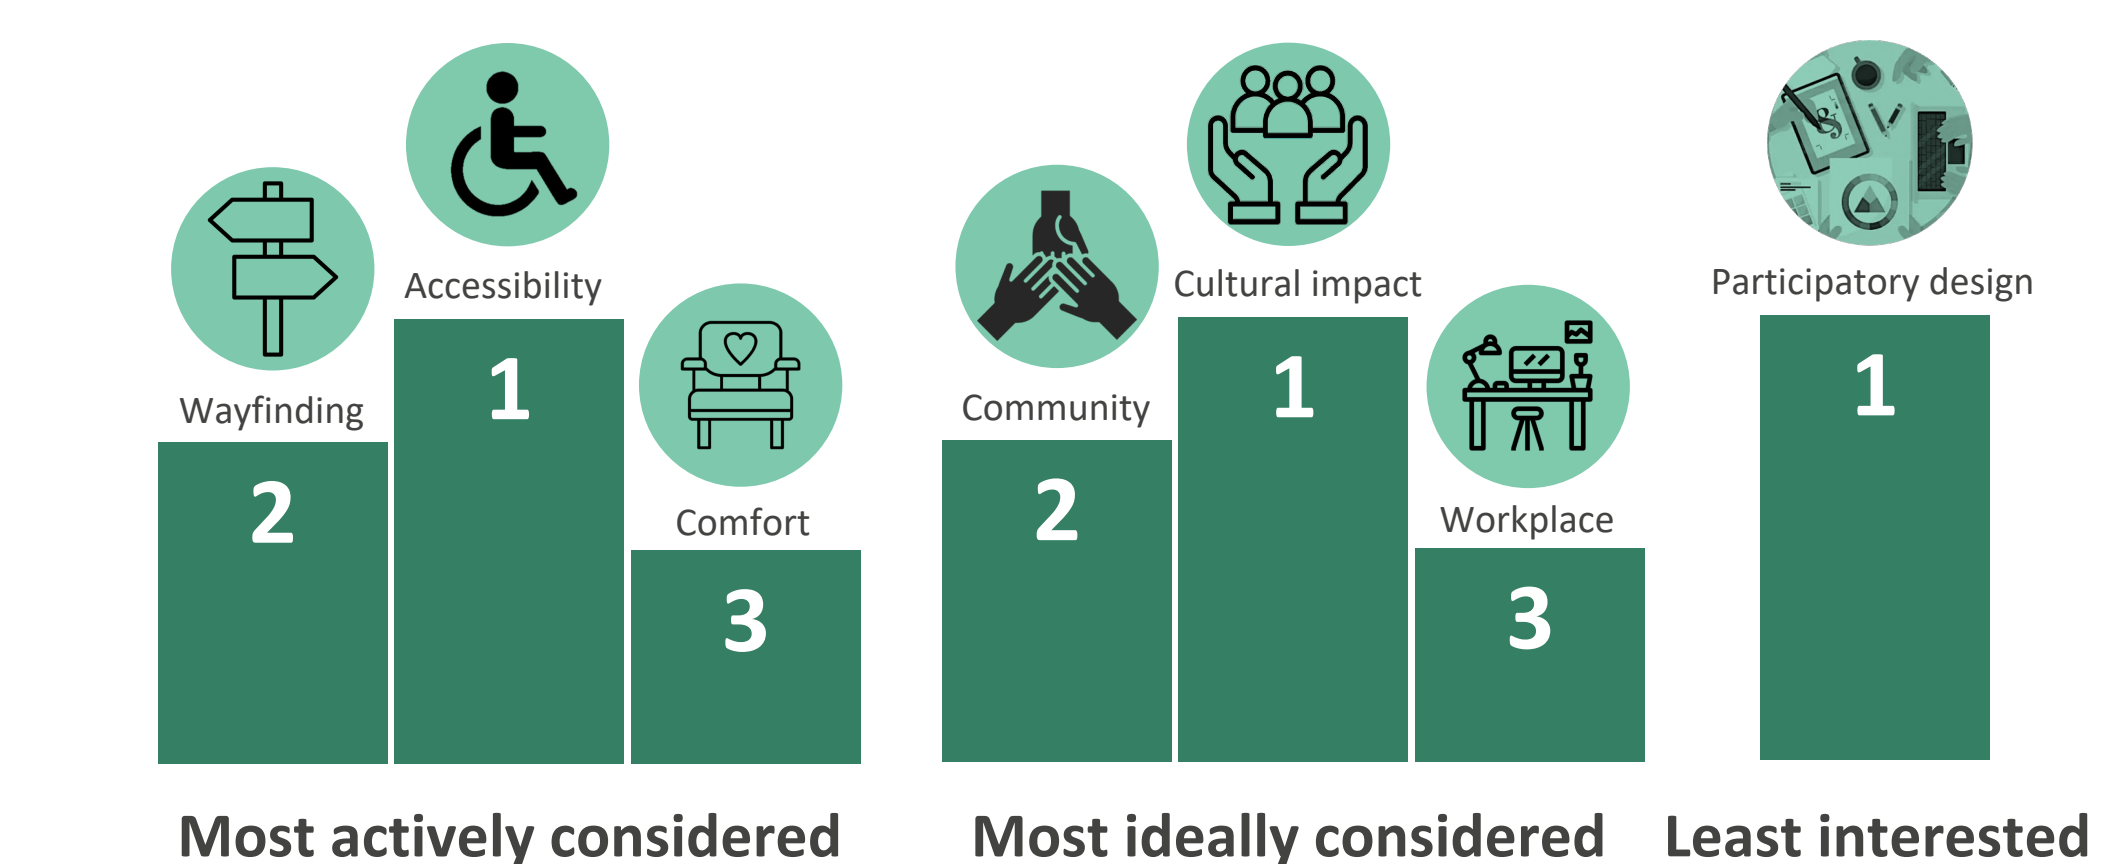 Accessibility
Wayfinding
1
2
Comfort
3
Most actively considered
Cultural impact
Community
1
2
Workplace
3
Most ideally considered
Participatory design
1
Least interested